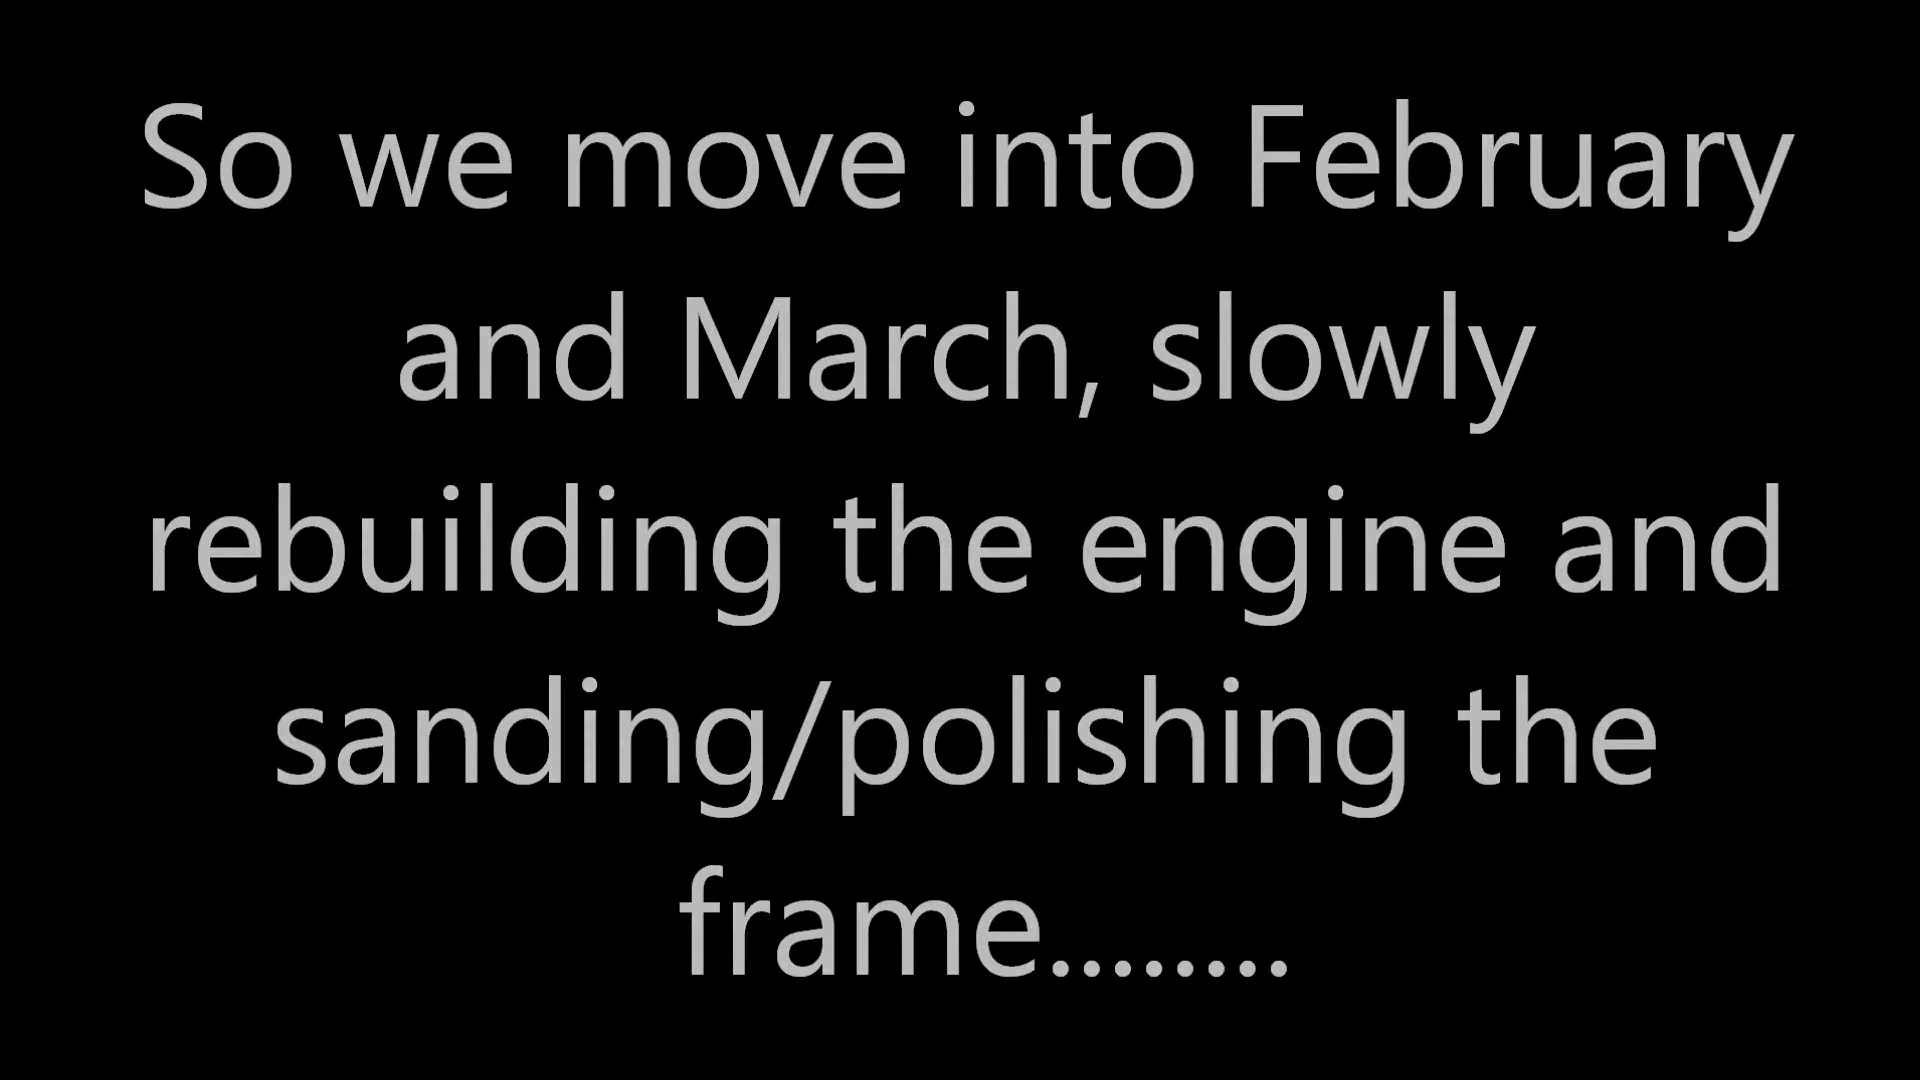 So we move into February
and March, slowly
rebuilding the engine and
sanding/polishing the
frame........